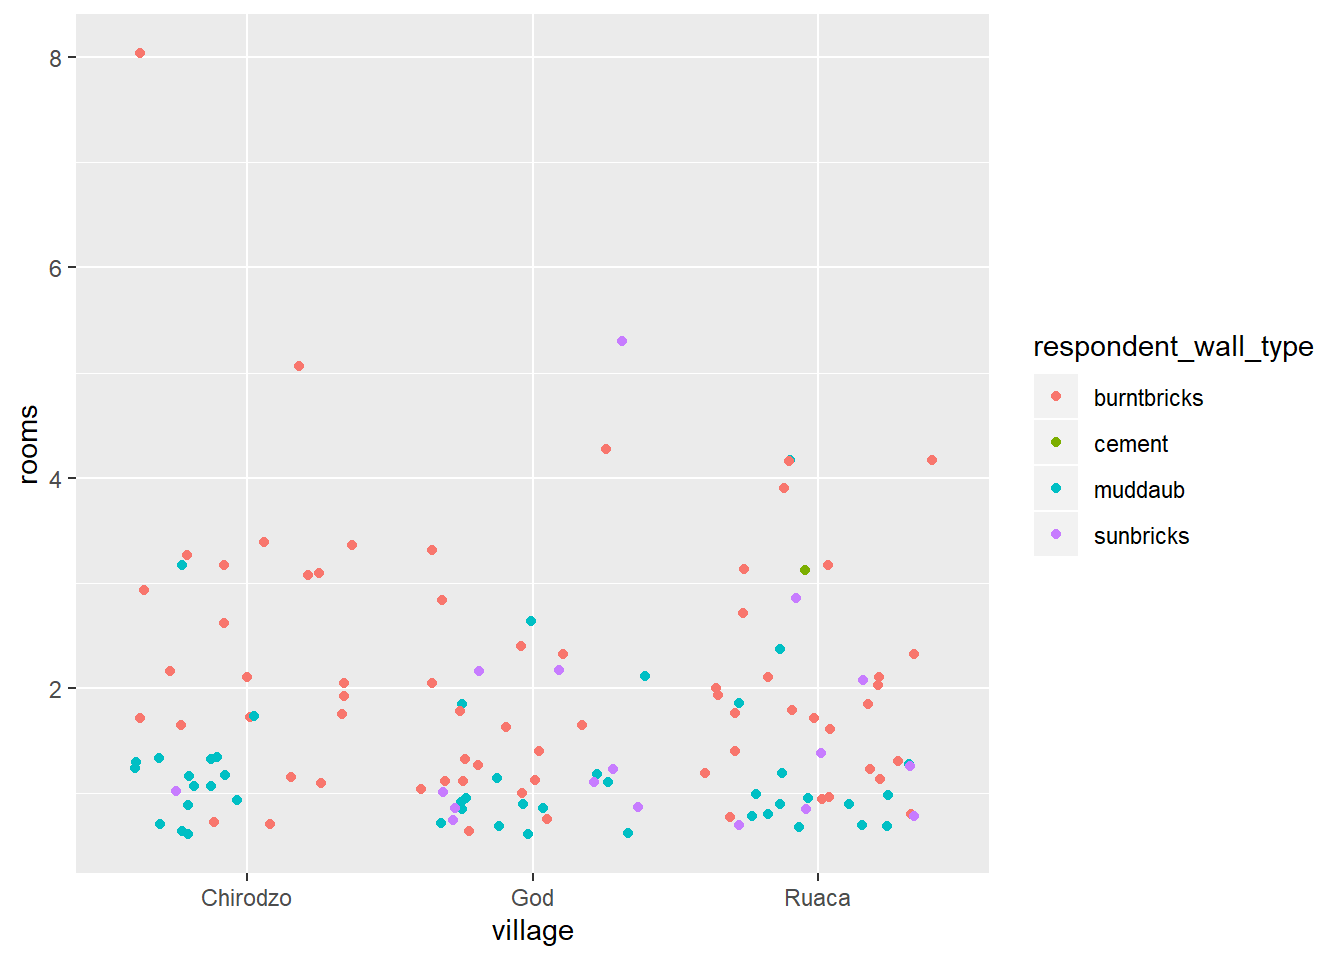 8
6
4
2
rooms
Chirodzo
God
Ruaca
village
respondent_wall_type
burntbricks
cement
muddaub
sunbricks